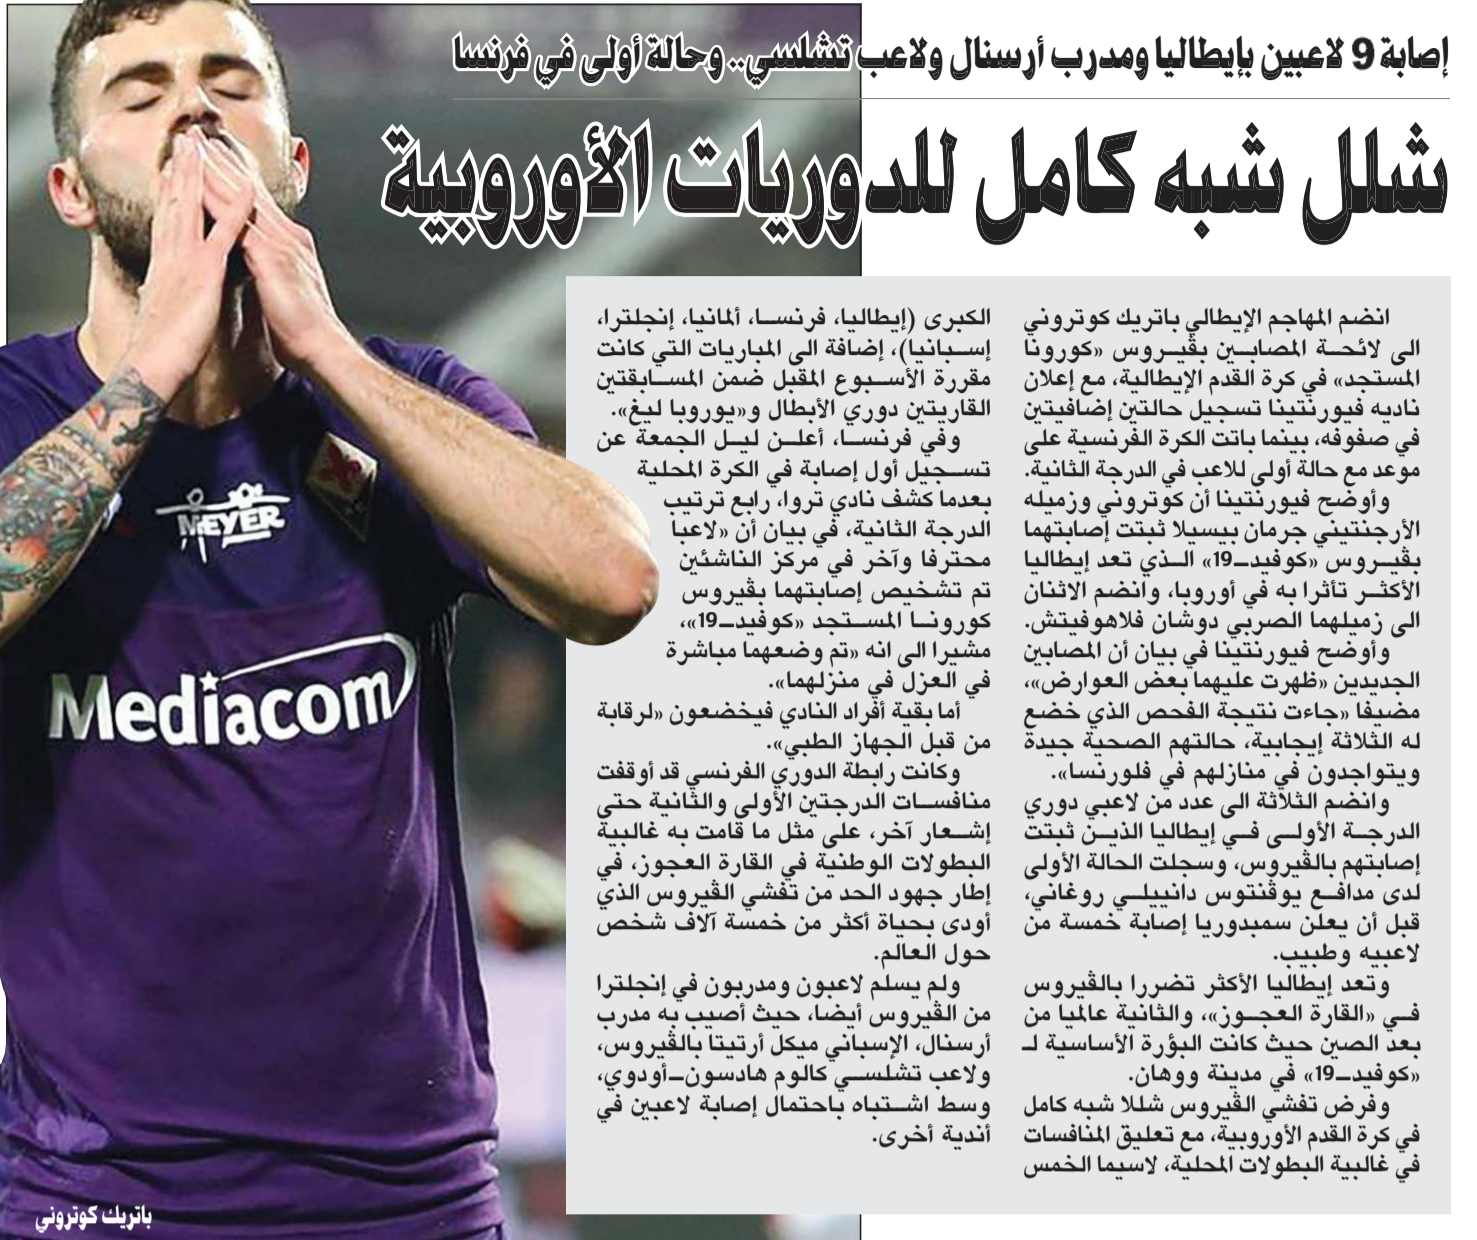 إصابة 9 لاعبين بإيطاليا ومدرب أرسنال ولاعب تشلسي.. وحالة أولى في فرنسا
شلل شبه كامل للدوريات الأوروبية
انضم المهاجم الإيطالي باتريك كوتروني
الى لائحة المصابين بڤيروس «كورونا
المستجد» في كرة القدم الإيطالية، مع إعلان
ناديه فيورنتينا تسجيل حالتين إضافيتين
في صفوفه، بينما باتت الكرة الفرنسية على
موعد مع حالة أولى للاعب في الدرجة الثانية.
وأوضح فيورنتينا أن كوتروني وزميله
الأرجنتيني جرمان بيسيلا ثبتت إصابتهما
بڤيروس «كوفيد-19» الذي تعد إيطاليا
الأكثر تأثرا به في أوروبا، وانضم الاثنان
الى زميلهما الصربي دوشان فلاهوفيتش.
وأوضح فيورنتينا في بيان أن المصابين
الجديدين «ظهرت عليهما بعض العوارض»،
مضيفا «جاءت نتيجة الفحص الذي خضع
له الثلاثة إيجابية، حالتهم الصحية جيدة
ويتواجدون في منازلهم في فلورنسا».
وانضم الثلاثة الى عدد من لاعبي دوري
الدرجة الأولى في إيطاليا الذين ثبتت
إصابتهم بالڤيروس، وسجلت الحالة الأولى
لدى مدافع يوڤنتوس دانييلي روغاني،
قبل أن يعلن سمبدوريا إصابة خمسة من
لاعبيه وطبيب.
وتعد إيطاليا الأكثر تضررا بالڤيروس
في «القارة العجوز»، والثانية عالميا من
بعد الصين حيث كانت البؤرة الأساسية لـ
«كوفيد-19» في مدينة ووهان.
وفرض تفشي الڤيروس شللا شبه كامل
في كرة القدم الأوروبية، مع تعليق المنافسات
في غالبية البطولات المحلية، لاسيما الخمس
الكبرى (إيطاليا، فرنسا، ألمانيا، إنجلترا،
إسبانيا)، إضافة الى المباريات التي كانت
مقررة الأسبوع المقبل ضمن المسابقتين
القاريتين دوري الأبطال و«يوروبا ليغ».
وفي فرنسا، أعلن ليل الجمعة عن
تسجيل أول إصابة في الكرة المحلية
بعدما كشف نادي تروا، رابع ترتيب
الدرجة الثانية، في بيان أن «لاعبا
محترفا وآخر في مركز الناشئين
تم تشخيص إصابتهما بڤيروس
كورونا المستجد «كوفيد-19»،
مشيرا الى انه «تم وضعهما مباشرة
في العزل في منزلهما».
أما بقية أفراد النادي فيخضعون «لرقابة
من قبل الجهاز الطبي».
وكانت رابطة الدوري الفرنسي قد أوقفت
منافسات الدرجتين الأولى والثانية حتى
إشعار آخر، على مثل ما قامت به غالبية
البطولات الوطنية في القارة العجوز، في
إطار جهود الحد من تفشي الڤيروس الذي
أودى بحياة أكثر من خمسة آلاف شخص
حول العالم.
ولم يسلم لاعبون ومدربون في إنجلترا
من الڤيروس أيضا، حيث أصيب به مدرب
أرسنال، الإسباني ميكل أرتيتا بالڤيروس،
ولاعب تشلسي كالوم هادسون-أودوي،
وسط اشتباه باحتمال إصابة لاعبين في
أندية أخرى.
MEYER
Mediacom
باتريك كوتروني